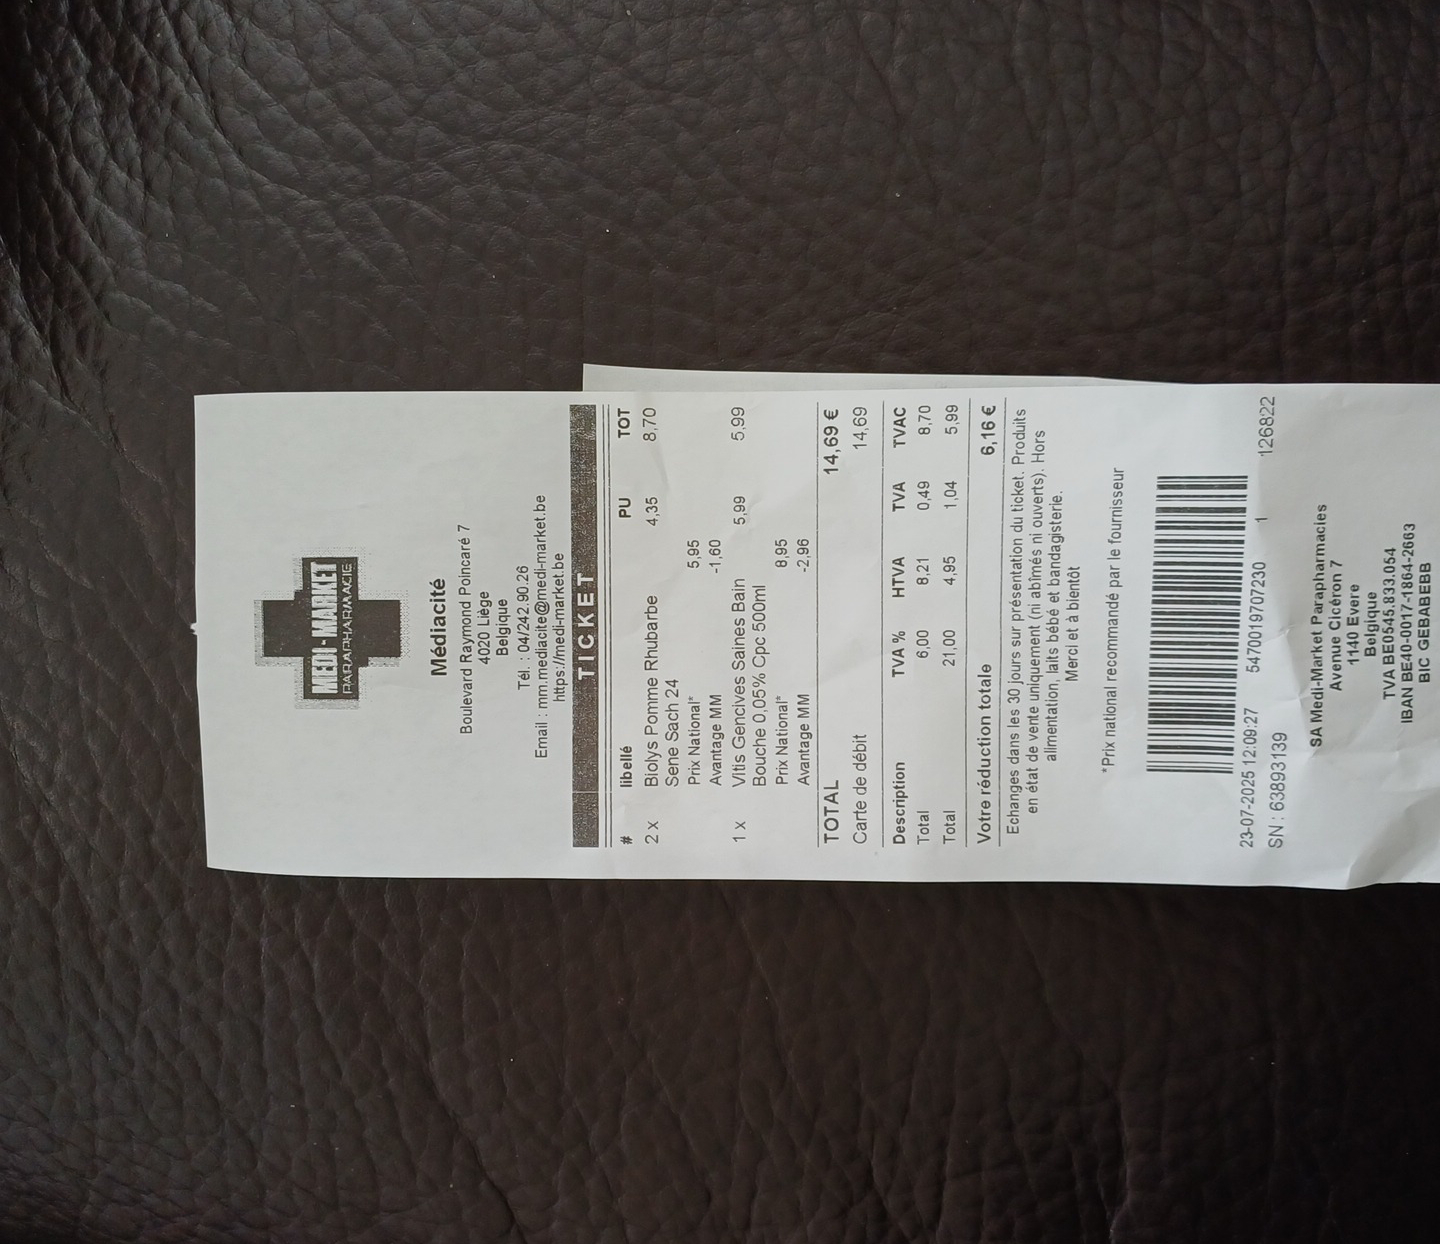 MEDI-MARKET
PARAPHARMACIE
Médiacité
Boulevard Raymond Poincaré 7
4020 Liège
Belgique
Tél. : 04/242.90.26
Email : mm.mediacite@medi-market.be
https://medi-market.be
TICKET
# libellé PU TOT
2 x Biolys Pomme Rhubarbe 4,35 8,70
Sene Sach 24
Prix National* 5,95
Avantage MM -1,60
1 x Vitis Gencives Saines Bain 5,99 5,99
Bouche 0,05% Cpc 500ml
Prix National* 8,95
Avantage MM -2,96
TOTAL 14,69 €
Carte de débit 14,69
Description TVA % HTVA TVA TVAC
Total 6,00 8,21 0,49 8,70
Total 21,00 4,95 1,04 5,99
Votre réduction totale 6,16 €
Echanges dans les 30 jours sur présentation du ticket. Produits
en état de vente uniquement (ni abîmés ni ouverts). Hors
alimentation, laits bébé et bandagisterie.
Merci et à bientôt
*Prix national recommandé par le fournisseur
23-07-2025 12:09:27 5470019707230 1 126822
SN : 63893139
SA Medi-Market Parapharmacies
Avenue Cicéron 7
1140 Evere
Belgique
TVA BE0545.833.054
IBAN BE40-0017-1864-2663
BIC GEBABEBB